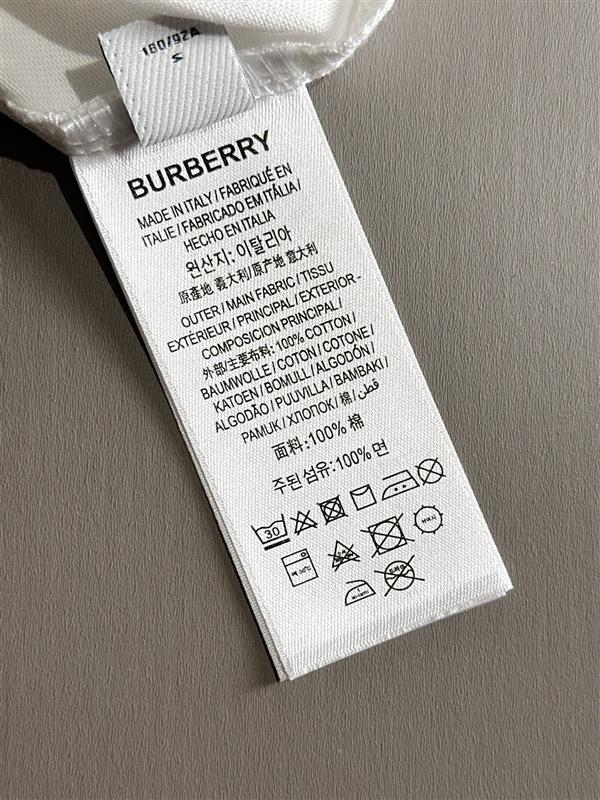 160/92A
S
BURBERRY
MADE IN ITALY / FABRIQUÉ EN
ITALIE / FABRICADO EM ITÁLIA /
HECHO EN ITALIA
원산지: 이탈리아
原產地 義大利/原产地 意大利
OUTER / MAIN FABRIC / TISSU
EXTÉRIEUR / PRINCIPAL / EXTERIOR -
COMPOSICION PRINCIPAL /
外部/主要布料: 100% COTTON /
BAUMWOLLE / COTON / COTONE /
KATOEN / BOMULL / ALGODÓN /
ALGODÃO / PUUVILLA / BAMBAKI /
PAMUK / ХЛОПОК / 棉 / قطن
面料:100% 棉
주된 섬유:100% 면
30